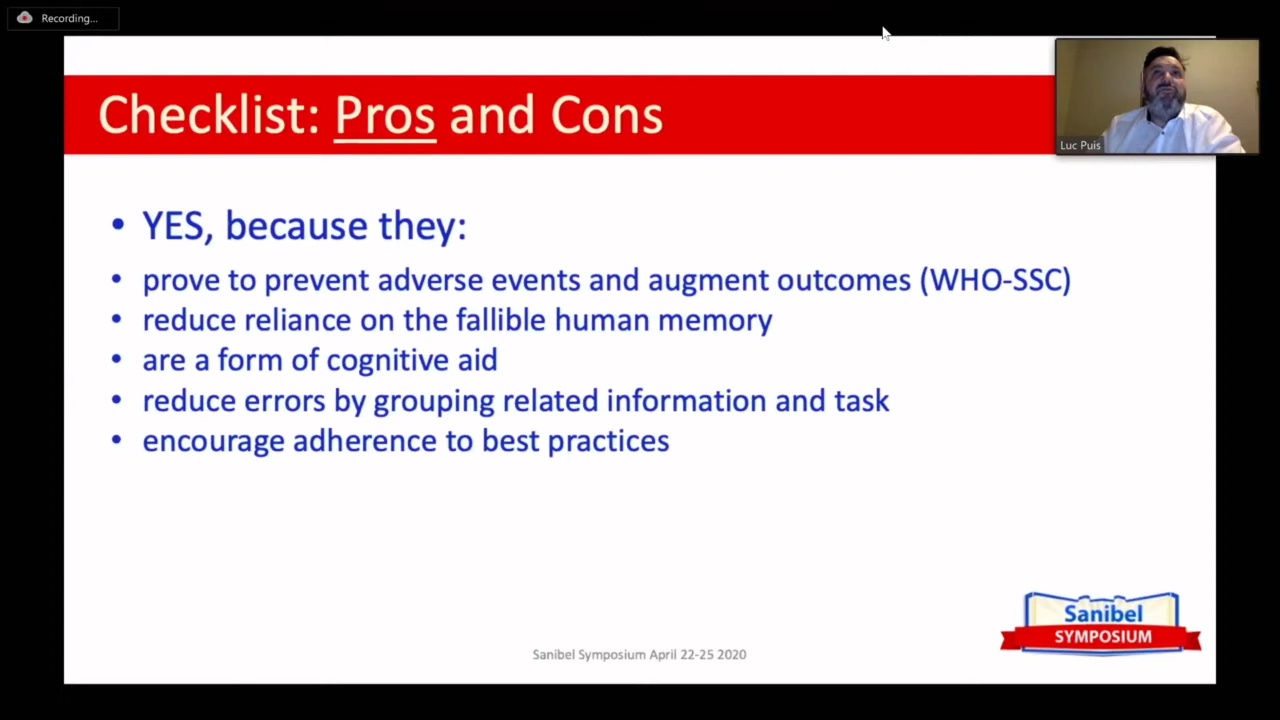 Recording...
Checklist: Pros and Cons
Luc Puis
• YES, because they:
• prove to prevent adverse events and augment outcomes (WHO-SSC)
• reduce reliance on the fallible human memory
• are a form of cognitive aid
• reduce errors by grouping related information and task
• encourage adherence to best practices
Sanibel
SYMPOSIUM
Sanibel Symposium April 22-25 2020